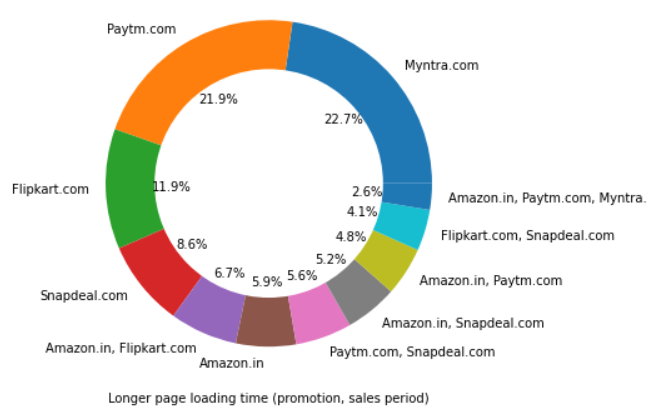 Paytm.com
Myntra.com
21.9%
22.7%
Flipkart.com
11.9%
2.6%
Amazon.in, Paytm.com, Myntra.
4.1%
Flipkart.com, Snapdeal.com
8.6%
4.8%
5.2%
6.7%
5.9%
5.6%
Amazon.in, Paytm.com
Snapdeal.com
Amazon.in, Snapdeal.com
Amazon.in, Flipkart.com
Paytm.com, Snapdeal.com
Amazon.in
Longer page loading time (promotion, sales period)